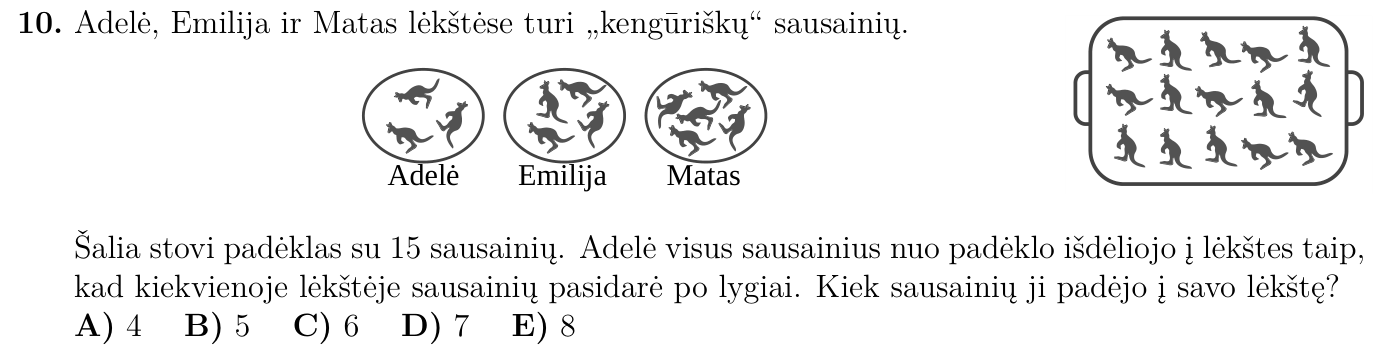 10. Adelė, Emilija ir Matas lėkštėse turi „kengūriškų“ sausainių.
Adelė Emilija Matas
Šalia stovi padėklas su 15 sausainių. Adelė visus sausainius nuo padėklo išdėliojo į lėkštes taip,
kad kiekvienoje lėkštėje sausainių pasidarė po lygiai. Kiek sausainių ji padėjo į savo lėkštę?
A) 4 B) 5 C) 6 D) 7 E) 8